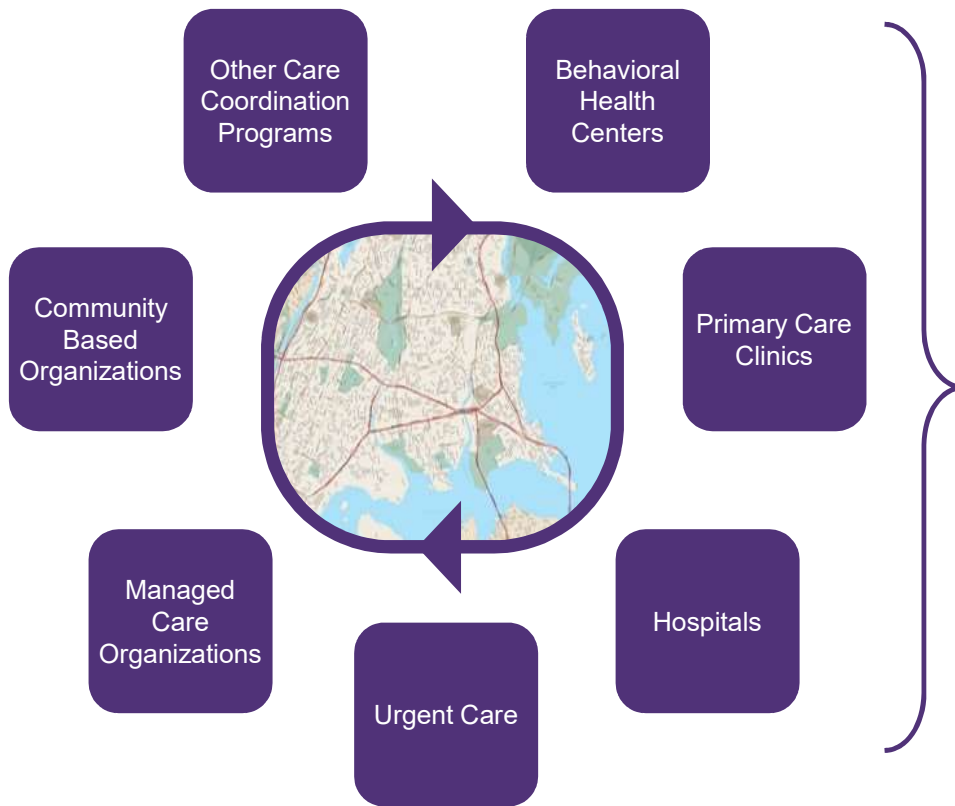 Other Care
Coordination
Programs
Behavioral
Health
Centers
Community
Based
Organizations
Primary Care
Clinics
Managed
Care
Organizations
Hospitals
Urgent Care